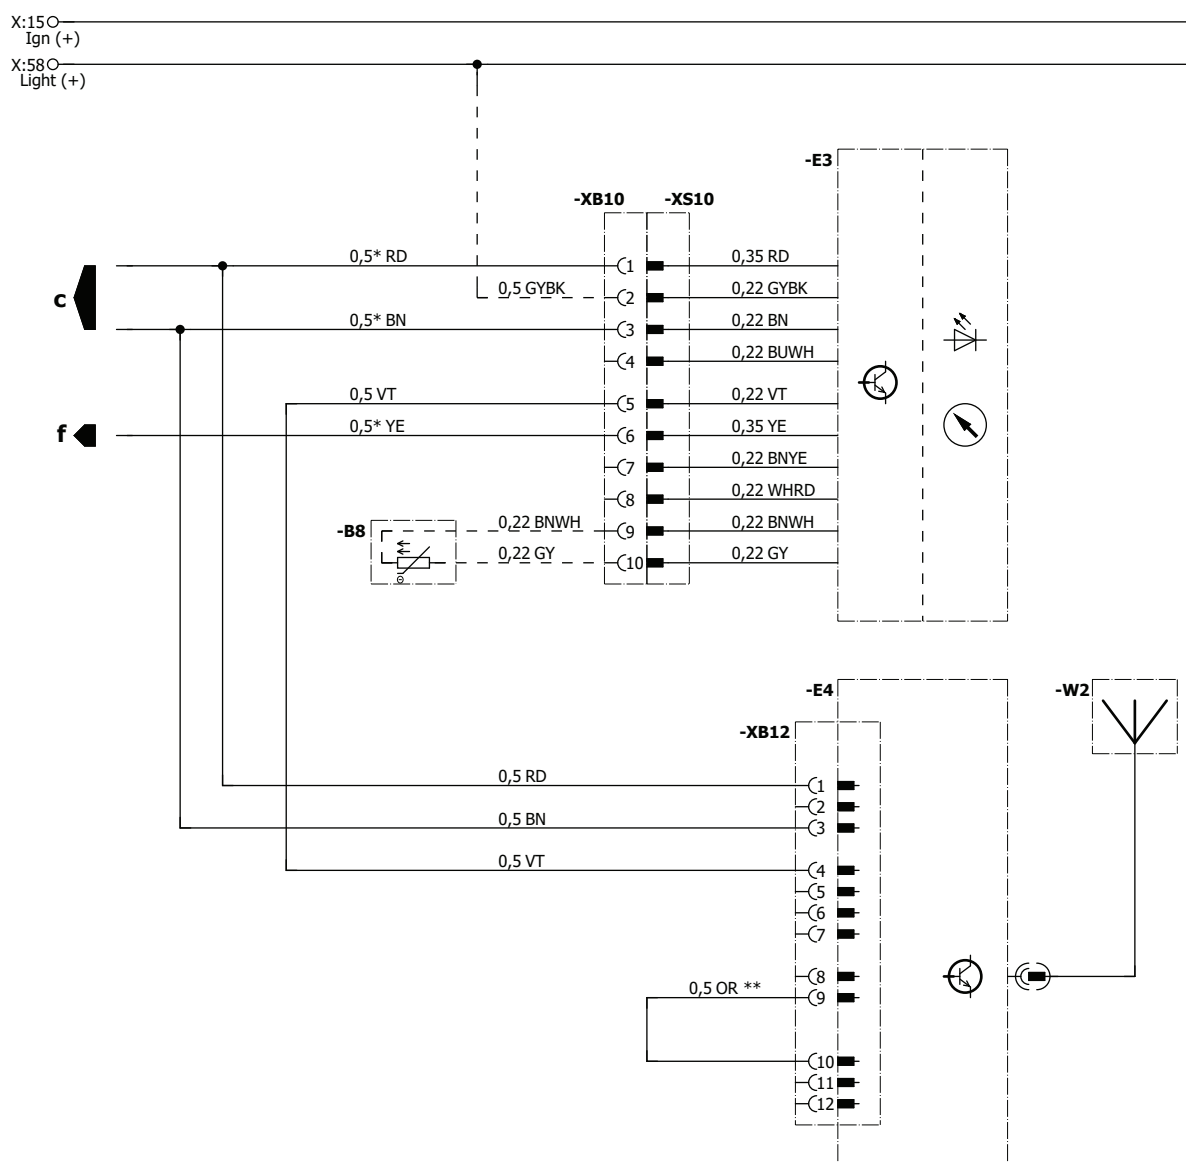 X:15
Ign (+)
X:58
Light (+)
-E3
-XB10
-XS10
0,5* RD
1
0,35 RD
c
0,5 GYBK
2
0,22 GYBK
0,5* BN
3
0,22 BN
4
0,22 BUWH
0,5 VT
5
0,22 VT
f
0,5* YE
6
0,35 YE
7
0,22 BNYE
8
0,22 WHRD
-B8
0,22 BNWH
9
0,22 BNWH
0,22 GY
10
0,22 GY
-E4
-W2
-XB12
0,5 RD
1
2
0,5 BN
3
0,5 VT
4
5
6
7
8
0,5 OR **
9
10
11
12